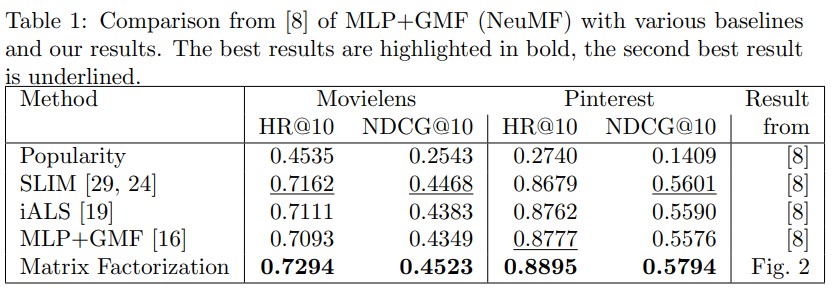 Table 1: Comparison from [8] of MLP+GMF (NeuMF) with various baselines
and our results. The best results are highlighted in bold, the second best result
is underlined.
Method Movielens Pinterest Result
HR@10 NDCG@10 HR@10 NDCG@10 from
Popularity 0.4535 0.2543 0.2740 0.1409 [8]
SLIM [29, 24] 0.7162 0.4468 0.8679 0.5601 [8]
iALS [19] 0.7111 0.4383 0.8762 0.5590 [8]
MLP+GMF [16] 0.7093 0.4349 0.8777 0.5576 [8]
Matrix Factorization 0.7294 0.4523 0.8895 0.5794 Fig. 2